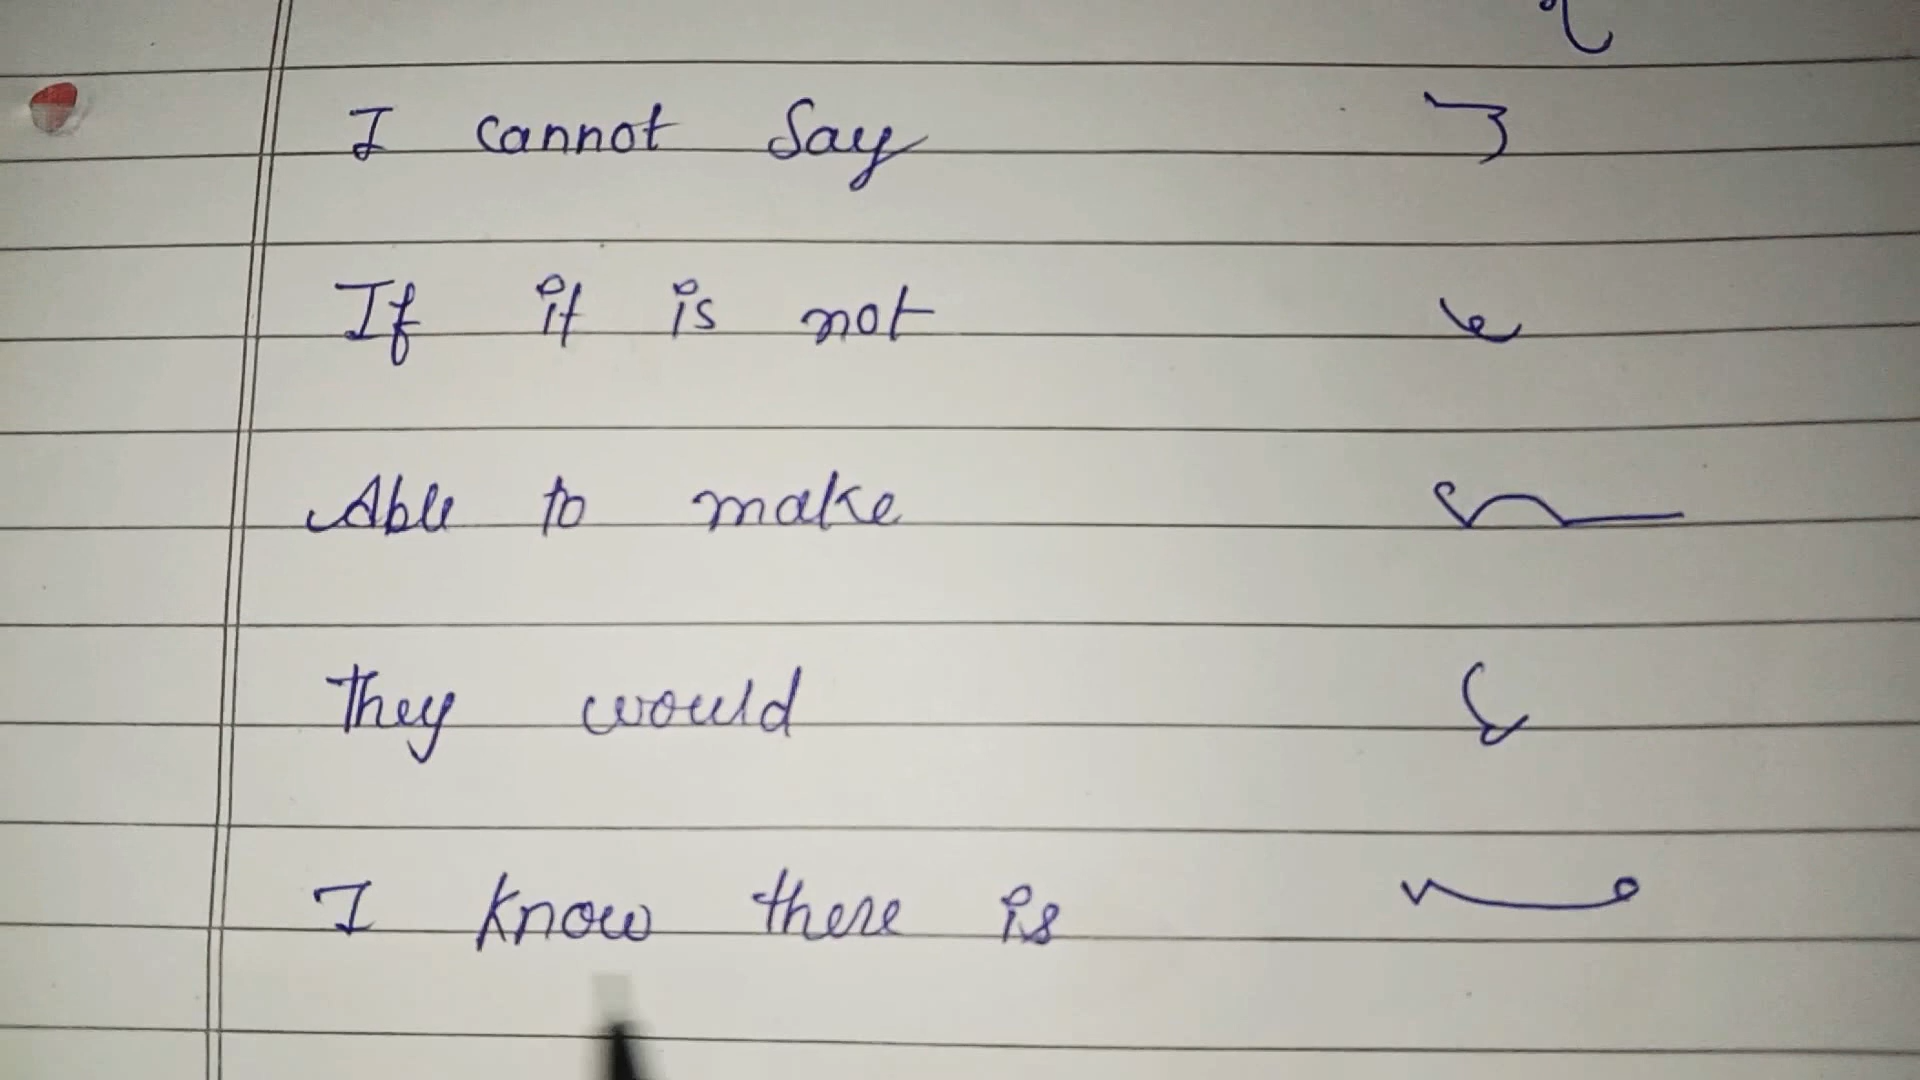 I cannot say
If it is not
Able to make
They would
I know there is